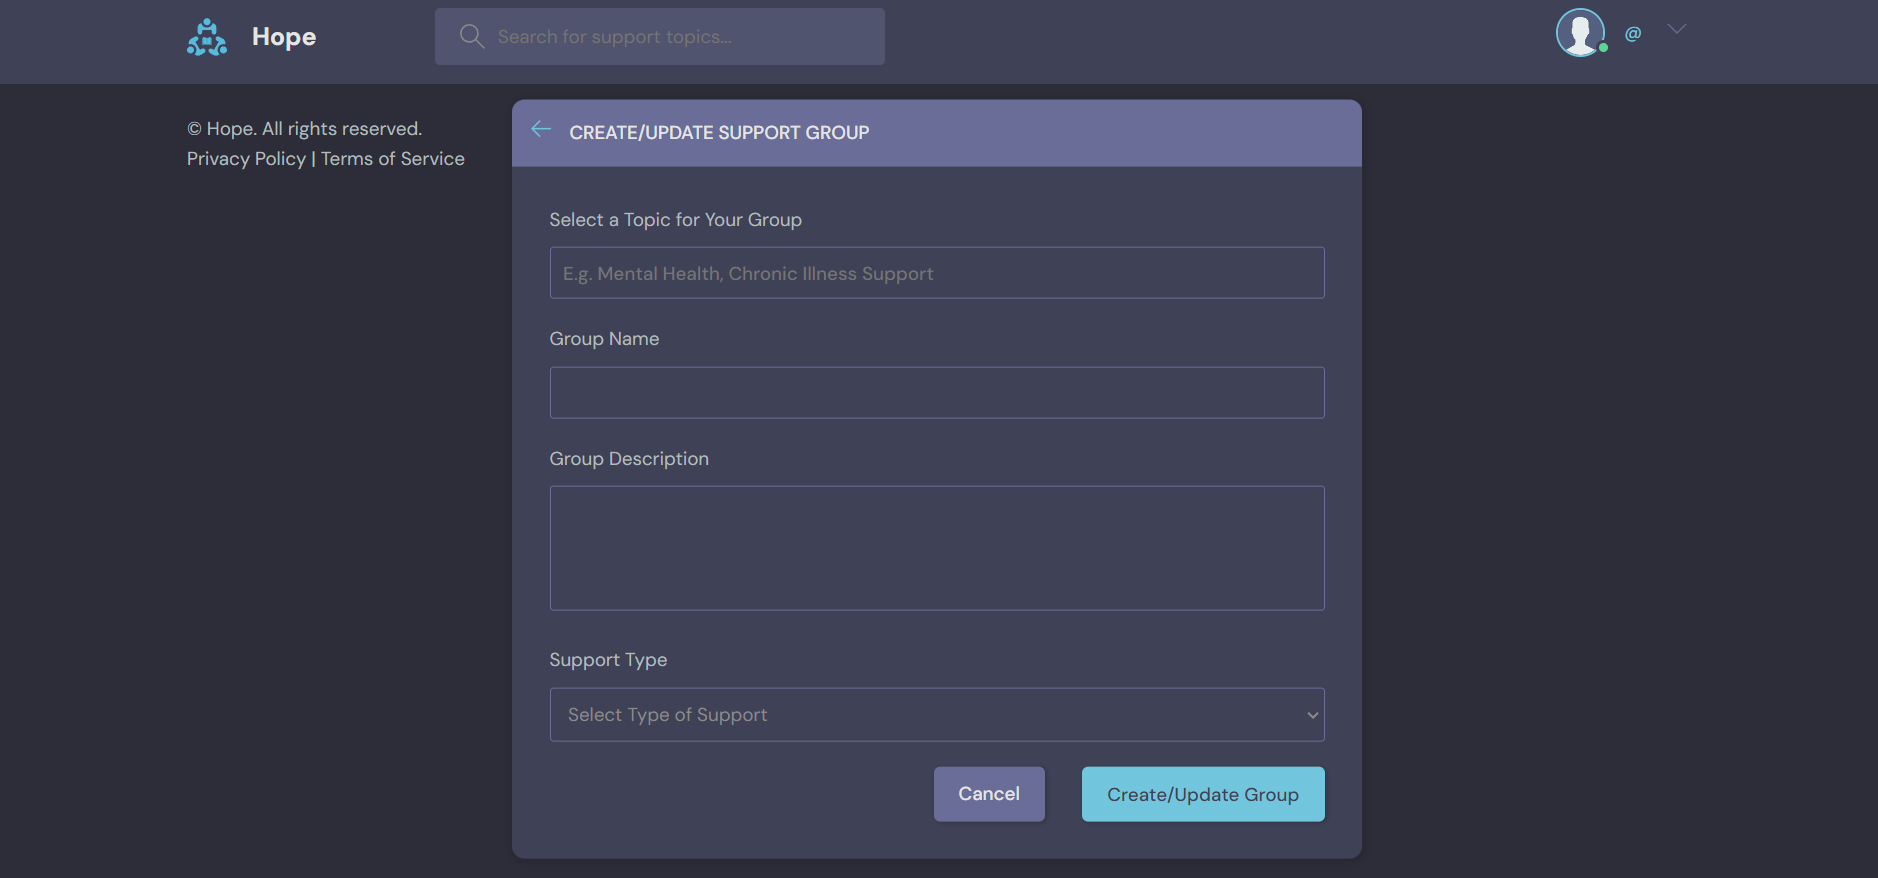 Hope
Search for support topics...
@
© Hope. All rights reserved.
Privacy Policy | Terms of Service
CREATE/UPDATE SUPPORT GROUP
Select a Topic for Your Group
E.g. Mental Health, Chronic Illness Support
Group Name
Group Description
Support Type
Select Type of Support
Cancel
Create/Update Group